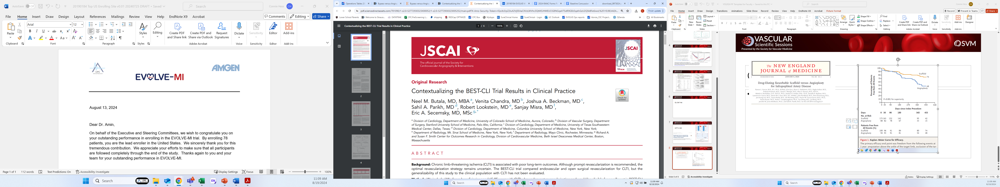 AutoSave Off 20190184 Top US Enrolling Site v0.01 20240725 DRAFT • Saved
Search
Connie Hess CH
File Home Insert Draw Design Layout References Mailings Review View Help EndNote X9 Acrobat
Comments Editing Share
Arial 12
Paste Styles Editing Create PDF and Share link Create PDF and Share via Outlook Request Signatures Dictate Sensitivity Editor Add-ins
Clipboard Font Paragraph Styles Adobe Acrobat Voice Sensitivity Editor Add-ins
CPC
Clinical Research
AMGEN
EVOLVE-MI
August 13, 2024
Dear Dr. Amin,
On behalf of the Executive and Steering Committees, we wish to congratulate you on
your outstanding performance in enrolling in the EVOLVE-MI trial. By enrolling 78
patients, you are the lead enroller in the United States. We sincerely thank you for this
tremendous contribution. We appreciate your efforts to make sure that all participants
are followed completely through the end of the study. Thanks again to you and your
team for your outstanding performance in EVOLVE-MI.
Page 1 of 1 112 words Text Predictions: On Accessibility: Investigate Display Settings Focus 100%
Search
11:09 AM
8/19/2024
Operations Tables 20 Bypass versus Angio Bypass versus Angio Contextualizing the Contextualizing the 20190184 EVOLVE M 2024 KMAC Forms Baseline Concussion download_9973024
Finish update
Lower School Parents Welcome to Strauss... DATATRAK CPC PreScreening L... shipping REDCap OPTIMIZE CPC Box MyApps SureClinical Home SureClinical - Login UC Outlook EVOLVE Ops reports Idorsia_CEC Project... QGenda All Bookmarks
Contextualizing the BEST-CLI Trial Results in Clinical Practice
1 / 6 195%
1
2
3
4
JSCAI
The official journal of the Society for
Cardiovascular Angiography & Interventions
JSCAI
Original Research
Contextualizing the BEST-CLI Trial Results in Clinical Practice
Check for updates
Neel M. Butala, MD, MBA a, Venita Chandra, MD b, Joshua A. Beckman, MD c,
Sahil A. Parikh, MD d, Robert Lookstein, MD e, Sanjay Misra, MD f,
Eric A. Secemsky, MD, MSc g,*
a Division of Cardiology, Department of Medicine, University of Colorado School of Medicine, Aurora, Colorado; b Division of Vascular Surgery, Department
of Surgery, Stanford University School of Medicine, Palo Alto, California; c Division of Cardiology, Department of Medicine, University of Texas Southwestern
Medical Center, Dallas, Texas; d Division of Cardiology, Department of Medicine, Columbia University School of Medicine, New York, New York;
e Department of Radiology, Mt. Sinai School of Medicine, New York, New York; f Department of Radiology, Mayo Clinic, Rochester, Minnesota; g Richard A.
and Susan F. Smith Center for Outcomes Research in Cardiology, Division of Cardiovascular Medicine, Beth Israel Deaconess Medical Center, Boston,
Massachusetts
ABSTRACT
Background: Chronic limb-threatening ischemia (CLTI) is associated with poor long-term outcomes. Although prompt revascularization is recommended, the
optimal revascularization strategy remains uncertain. The BEST-CLI trial compared endovascular and open surgical revascularization for CLTI, but the
generalizability of this study to the clinical population with CLTI has not been evaluated.
Search
11:09 AM
8/19/2024
AutoSave Off
Search
Connie Hess CH
File Home Insert Draw Design Transitions Animations Slide Show Record Review View Help EndNote X9 Acrobat Picture Format
Record Present in Teams Share
Paste New Slide Reuse Slides Layout Reset Section Arrange Quick Styles Shape Fill Shape Outline Shape Effects Find Replace Select Create PDF and Share link Create PDF and Share via Outlook Dictate Sensitivity Add-ins Designer
Clipboard Slides Font Paragraph Drawing Editing Adobe Acrobat Voice Sensitivity Add-ins
4
5
6
Guidelines
7
OPTIMIZE
8
VASCULAR
Scientific Sessions
Presented by the Society for Vascular Medicine
SVM
The NEW ENGLAND
JOURNAL of MEDICINE
JANUARY 4, 2024
Drug-Eluting Resorbable Scaffold versus Angioplasty
for Infrapopliteal Artery Disease
Percentage of Patients Free from All Events
100
90
80
70
60
50
40
30
20
10
0
Scaffold
74
48
Angioplasty
P<0.001 for superiority
0 30 90 180 270 360 450 540
Days since Index Procedure
Days 0 30 90 180 365 453
No. at Risk
Scaffold 173 163 152 142 95 42
Angioplasty 88 82 78 67 33 15
Patients Free from
All Events (%)
Scaffold 100 96 91 89 80 74
Angioplasty 94 93 91 81 54 48
Figure 1. Kaplan–Meier Curve for Efficacy.
The primary efficacy end point was freedom from the following events at
1 year: amputation above the ankle of the target limb, occlusion of the tar-
Slide 8 of 8 Accessibility: Investigate Notes Display Settings 111%
Search
11:09 AM
8/19/2024